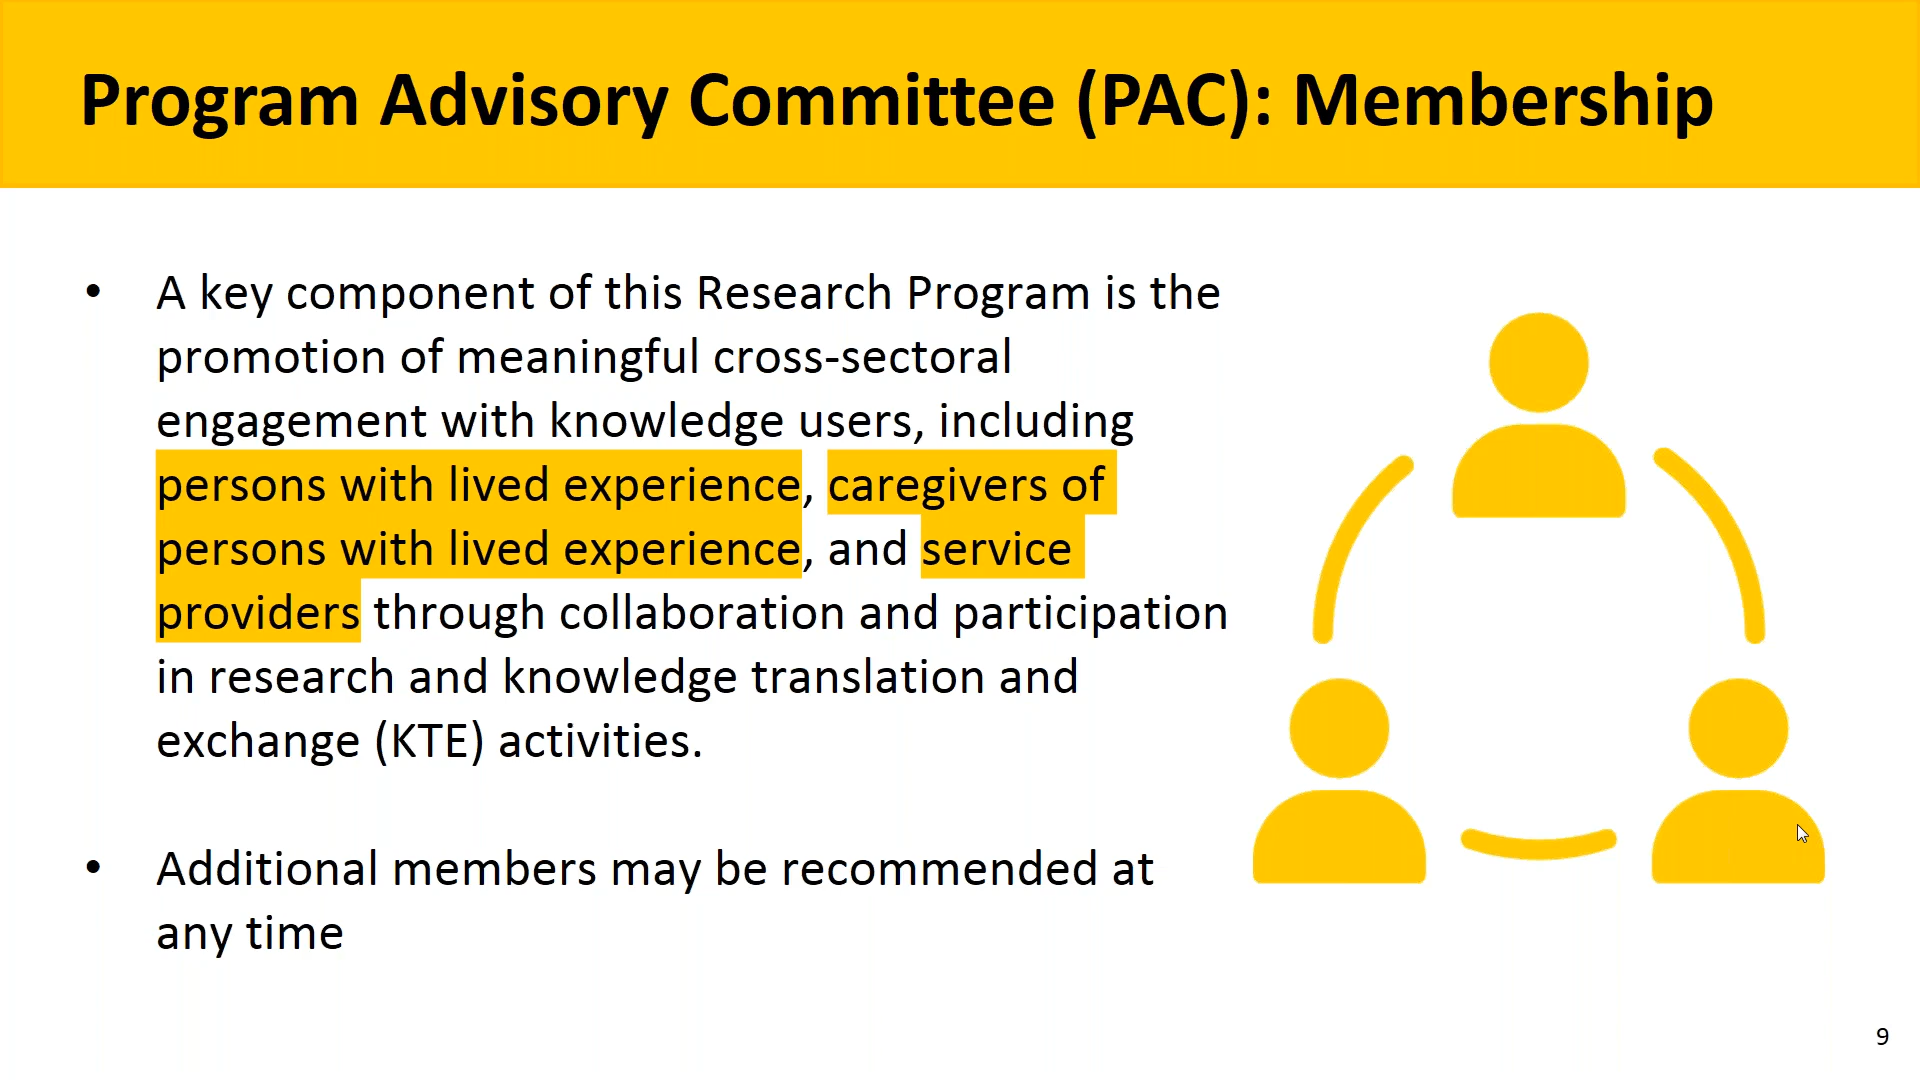 Program Advisory Committee (PAC): Membership
• A key component of this Research Program is the
promotion of meaningful cross-sectoral
engagement with knowledge users, including
persons with lived experience, caregivers of
persons with lived experience, and service
providers through collaboration and participation
in research and knowledge translation and
exchange (KTE) activities.
• Additional members may be recommended at
any time
9